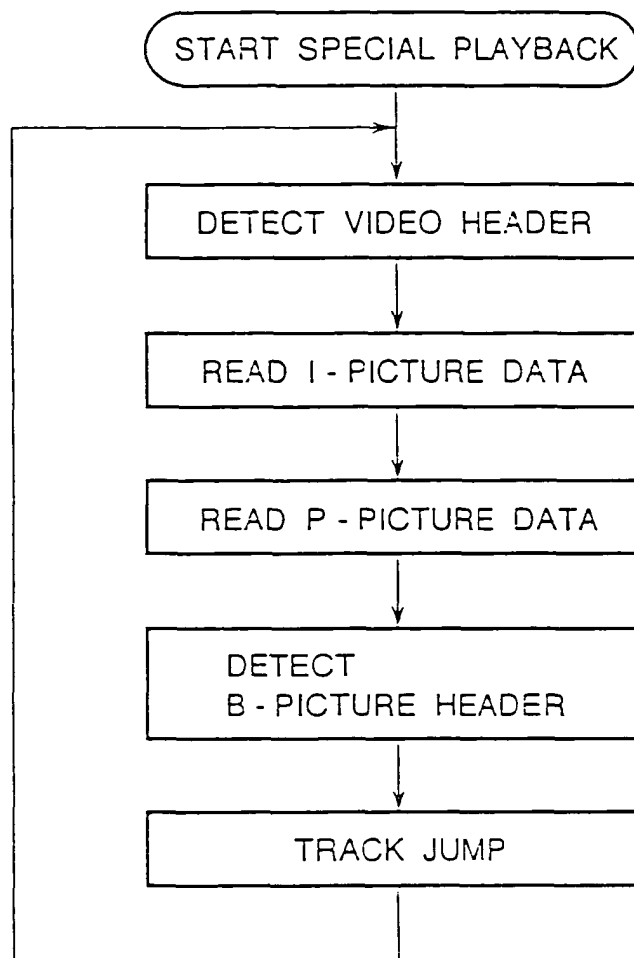 START SPECIAL PLAYBACK
DETECT VIDEO HEADER
READ I - PICTURE DATA
READ P - PICTURE DATA
DETECT
B - PICTURE HEADER
TRACK JUMP